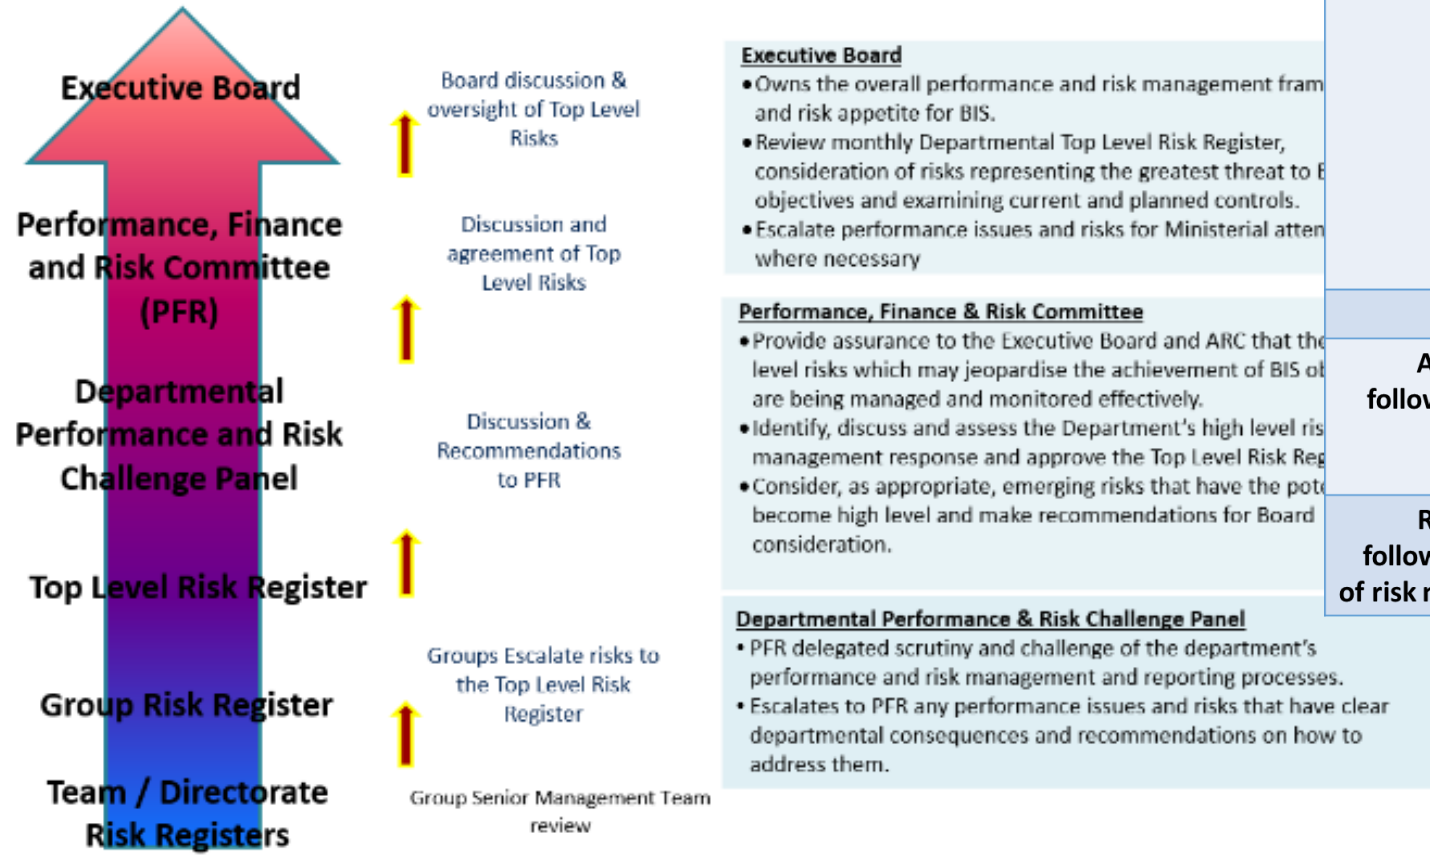 Executive Board
Performance, Finance
and Risk Committee
(PFR)
Departmental
Performance and Risk
Challenge Panel
Top Level Risk Register
Group Risk Register
Team / Directorate
Risk Registers
Board discussion &
oversight of Top Level
Risks
Discussion and
agreement of Top
Level Risks
Discussion &
Recommendations
to PFR
Groups Escalate risks to
the Top Level Risk
Register
Group Senior Management Team
review
Executive Board
•Owns the overall performance and risk management
and risk appetite for BIS.
•Review monthly Departmental Top Level Risk Register,
consideration of risks representing the greatest threat to
objectives and examining current and planned controls.
•Escalate performance issues and risks for Ministerial
where necessary
Performance, Finance & Risk Committee
•Provide assurance to the Executive Board and ARC that
level risks which may jeopardise the achievement of BIS
are being managed and monitored effectively.
•Identify, discuss and assess the Department's high level
management response and approve the Top Level Risk
•Consider, as appropriate, emerging risks that have the
become high level and make recommendations for Board
consideration.
Departmental Performance & Risk Challenge Panel
• PFR delegated scrutiny and challenge of the department's
performance and risk management and reporting processes.
• Escalates to PFR any performance issues and risks that have clear
departmental consequences and recommendations on how to
address them.
of risk